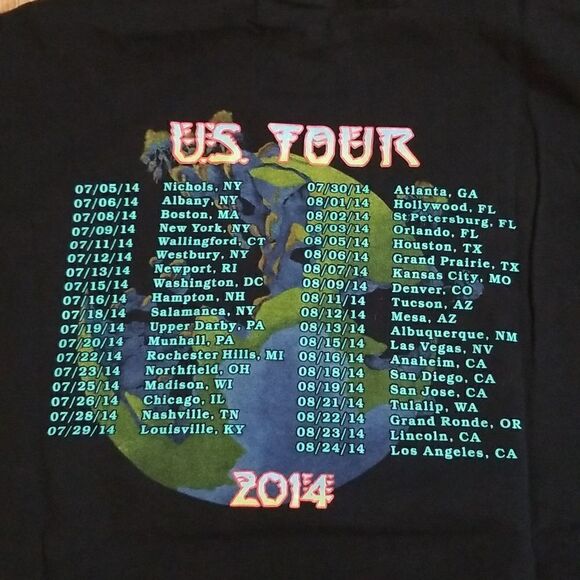 U.S. TOUR
07/05/14 Nichols, NY
07/06/14 Albany, NY
07/08/14 Boston, MA
07/09/14 New York, NY
07/11/14 Wallingford, CT
07/12/14 Westbury, NY
07/13/14 Newport, RI
07/15/14 Washington, DC
07/16/14 Hampton, NH
07/18/14 Salamanca, NY
07/19/14 Upper Darby, PA
07/20/14 Munhall, PA
07/22/14 Rochester Hills, MI
07/23/14 Northfield, OH
07/25/14 Madison, WI
07/26/14 Chicago, IL
07/28/14 Nashville, TN
07/29/14 Louisville, KY
07/30/14 Atlanta, GA
08/01/14 Hollywood, FL
08/02/14 St Petersburg, FL
08/03/14 Orlando, FL
08/05/14 Houston, TX
08/06/14 Grand Prairie, TX
08/07/14 Kansas City, MO
08/09/14 Denver, CO
08/11/14 Tucson, AZ
08/12/14 Mesa, AZ
08/13/14 Albuquerque, NM
08/15/14 Las Vegas, NV
08/16/14 Anaheim, CA
08/18/14 San Diego, CA
08/19/14 San Jose, CA
08/21/14 Tulalip, WA
08/22/14 Grand Ronde, OR
08/23/14 Lincoln, CA
08/24/14 Los Angeles, CA
2014